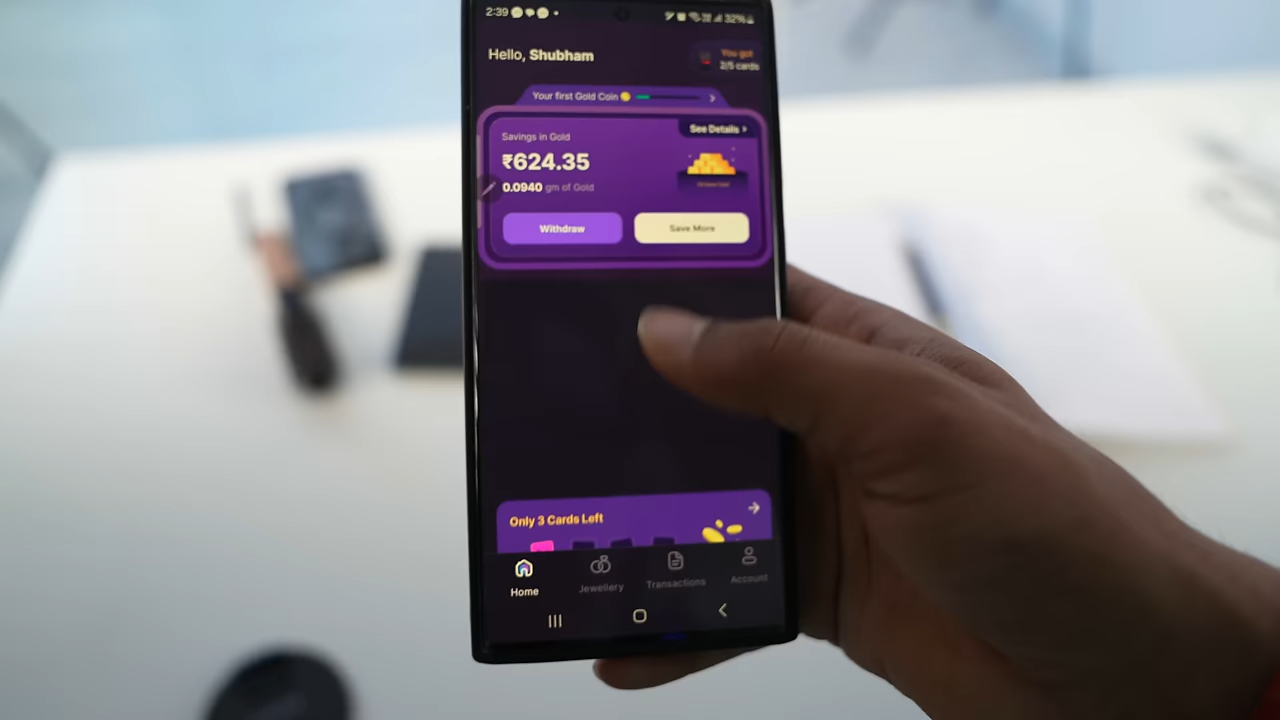 2:39
32%
Hello, Shubham
You got
2/5 cards
Your first Gold Coin
See Details
Savings in Gold
₹624.35
0.0940 gm of Gold
Withdraw
Save More
Only 3 Cards Left
Home
Jewellery
Transactions
Account